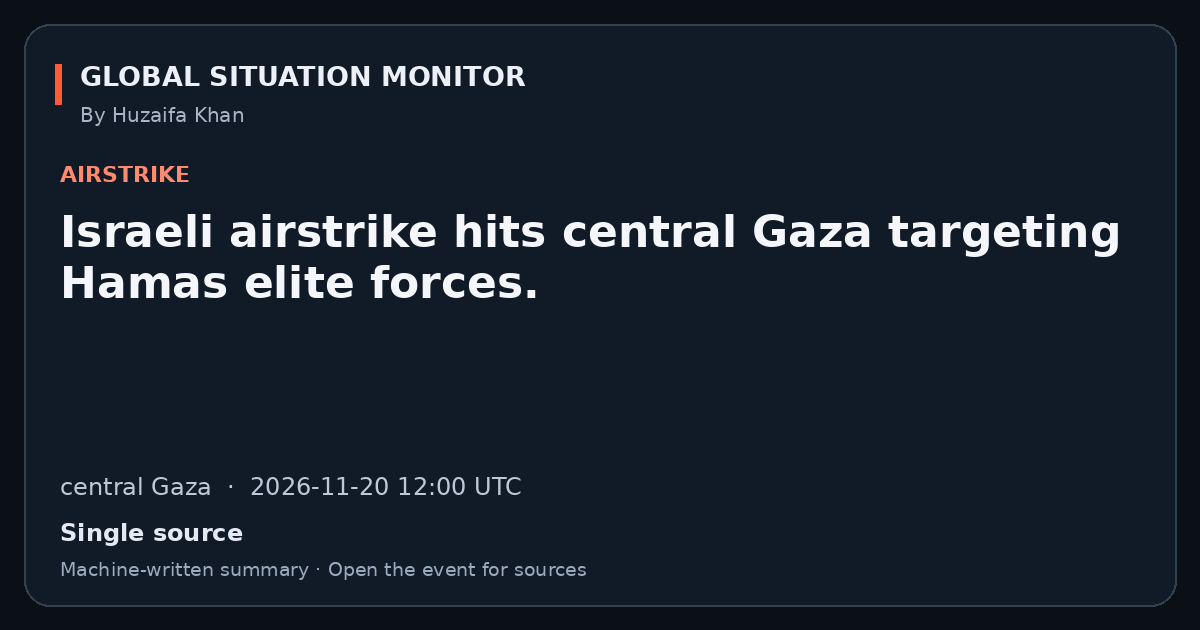 GLOBAL SITUATION MONITOR
By Huzaifa Khan
AIRSTRIKE
Israeli airstrike hits central Gaza targeting
Hamas elite forces.
central Gaza · 2026-11-20 12:00 UTC
Single source
Machine-written summary · Open the event for sources